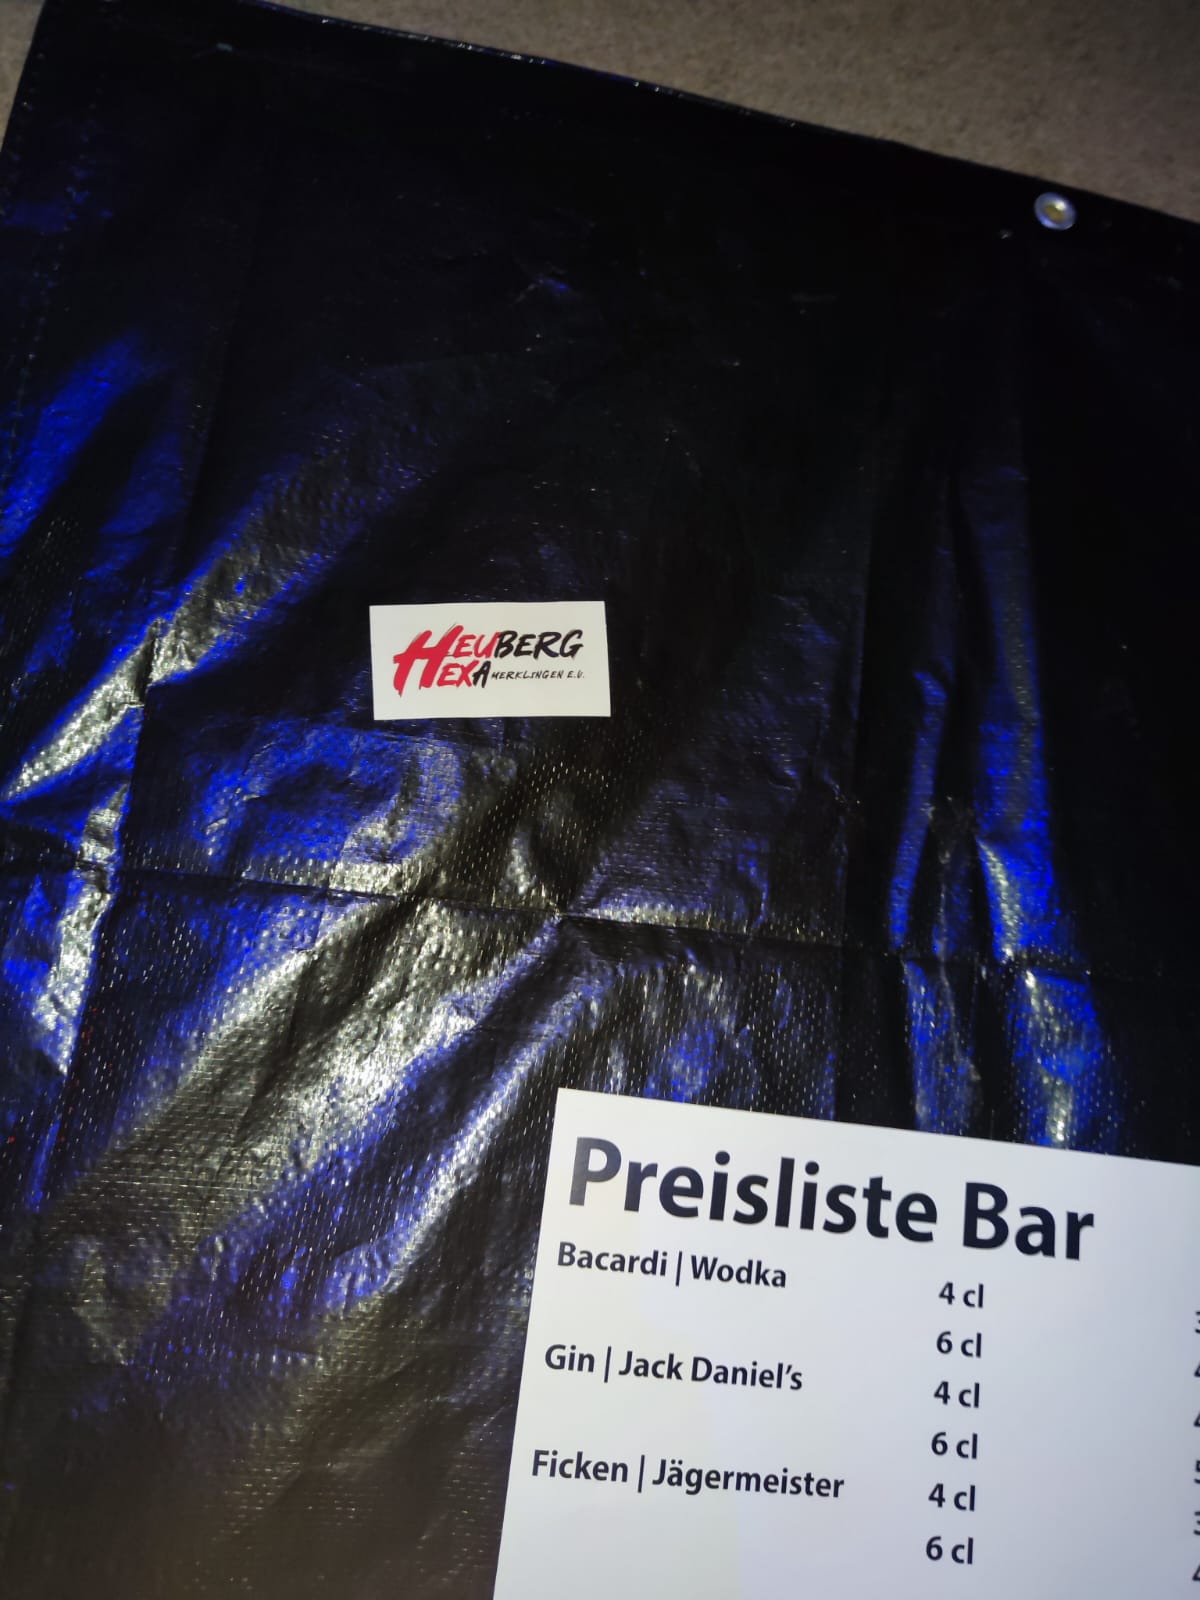 HEUBERG
HEXA MERKLINGEN E.V.
Preisliste Bar
Bacardi | Wodka
4 cl
6 cl
Gin | Jack Daniel's
4 cl
6 cl
Ficken | Jägermeister
4 cl
6 cl